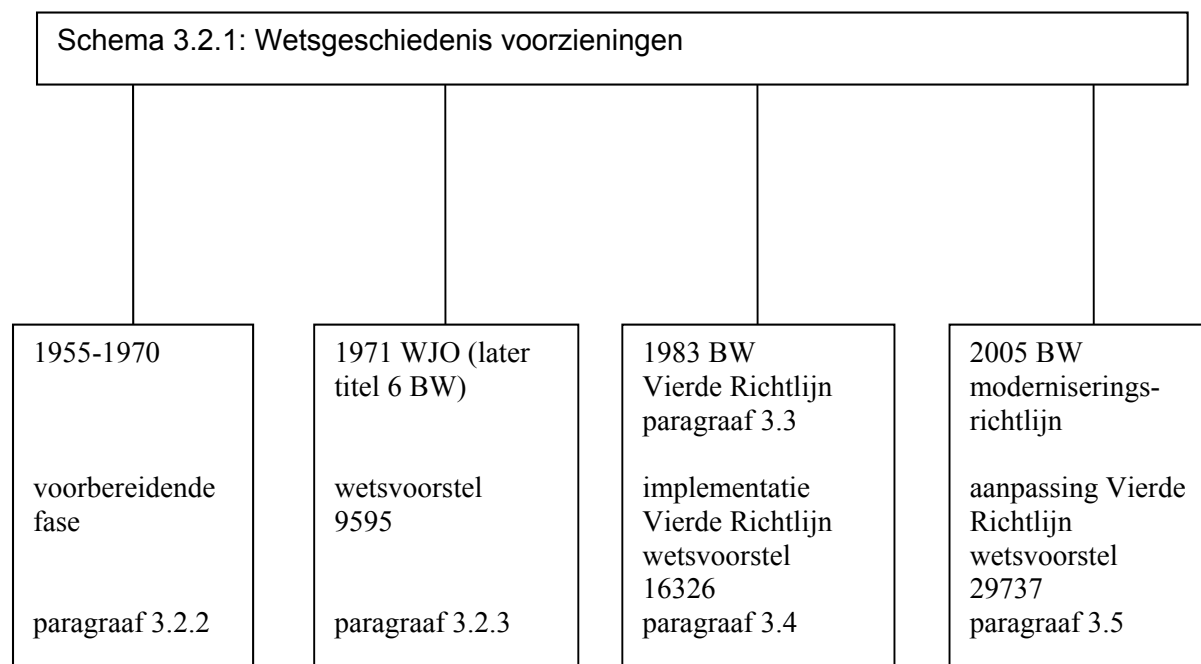 Schema 3.2.1: Wetsgeschiedenis voorzieningen
1955-1970
voorbereidende
fase
paragraaf 3.2.2
1971 WJO (later
titel 6 BW)
wetsvoorstel
9595
paragraaf 3.2.3
1983 BW
Vierde Richtlijn
paragraaf 3.3
implementatie
Vierde Richtlijn
wetsvoorstel
16326
paragraaf 3.4
2005 BW
moderniserings-
richtlijn
aanpassing Vierde
Richtlijn
wetsvoorstel
29737
paragraaf 3.5